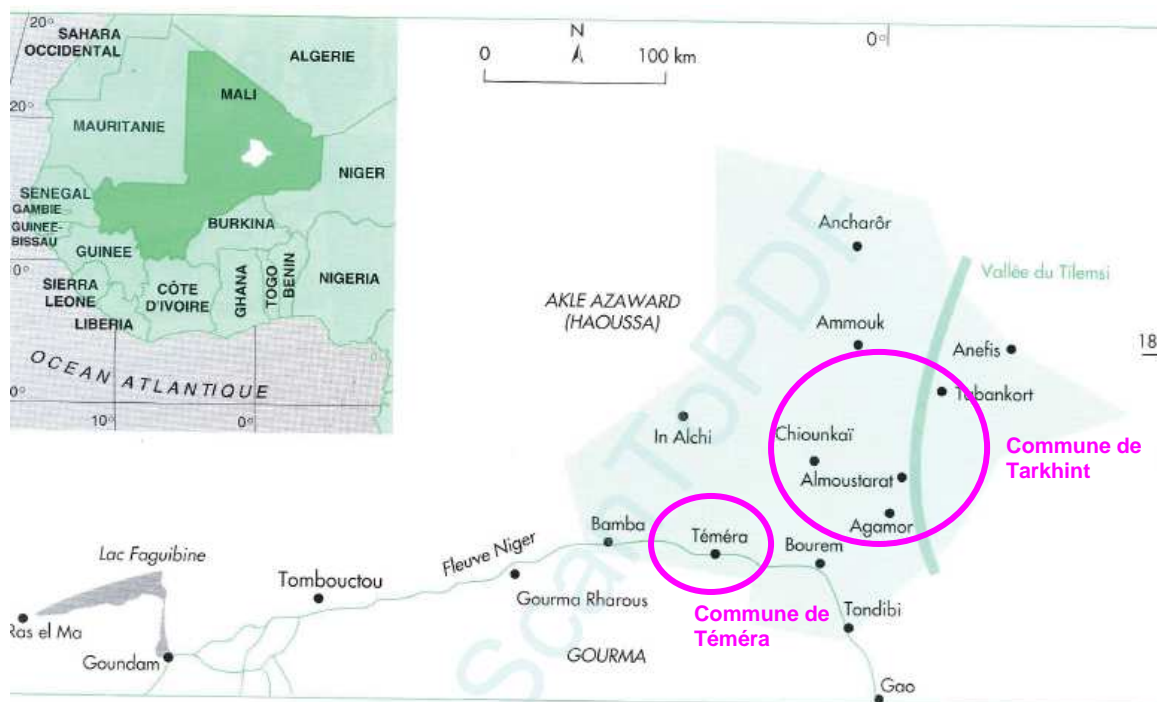 20°
SAHARA
OCCIDENTAL
ALGERIE
MALI
20°
MAURITANIE
NIGER
SENEGAL
GAMBIE
GUINEE-
BISSAU
BURKINA
GUINEE
0°
SIERRA
LEONE
LIBERIA
CÔTE
D'IVOIRE
GHANA
TOGO
BENIN
NIGERIA
OCEAN ATLANTIQUE
0°
10°
0°
N
0
100 km
0°
Ancharôr
Vallée du Tilemsi
AKLE AZAWARD
(HAOUSSA)
Ammouk
Anefis
18
Tabankort
In Alchi
Chiounkaï
Commune de
Tarkhint
Almoustarat
Agamor
Bamba
Téméra
Bourem
Lac Faguibine
Fleuve Niger
Tombouctou
Gourma Rharous
Commune de
Téméra
Tondibi
Ras el Ma
Goundam
GOURMA
Gao
ScanToPDF